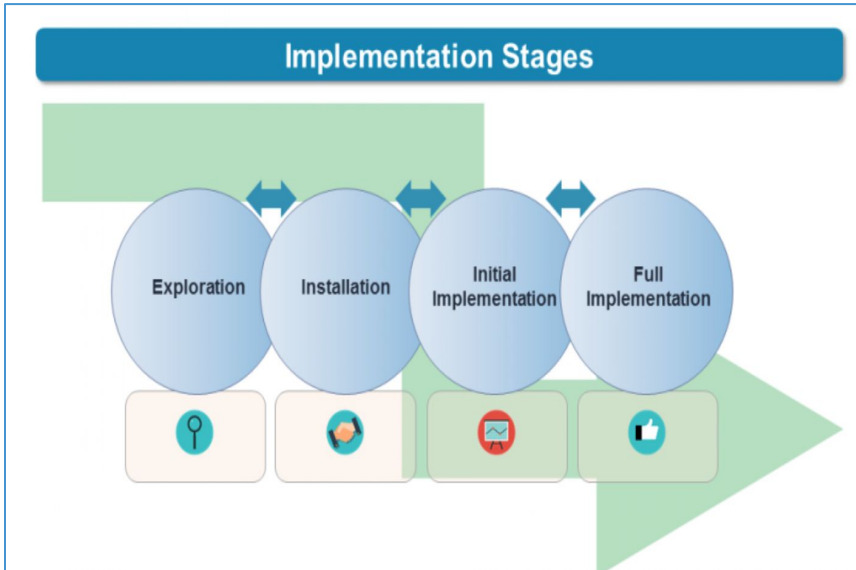 Implementation Stages
Exploration
Installation
Initial
Implementation
Full
Implementation